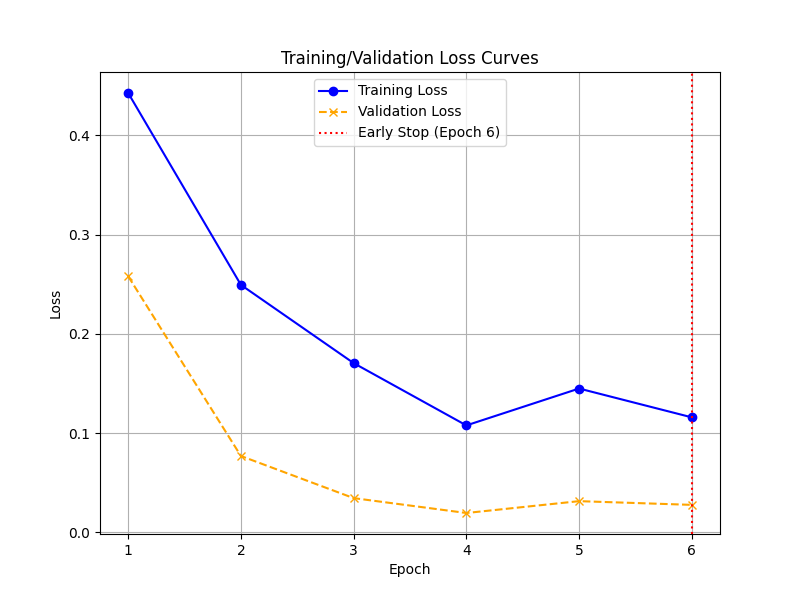 Training/Validation Loss Curves
Training Loss
Validation Loss
Early Stop (Epoch 6)
Loss
0.4
0.3
0.2
0.1
0.0
1 2 3 4 5 6
Epoch